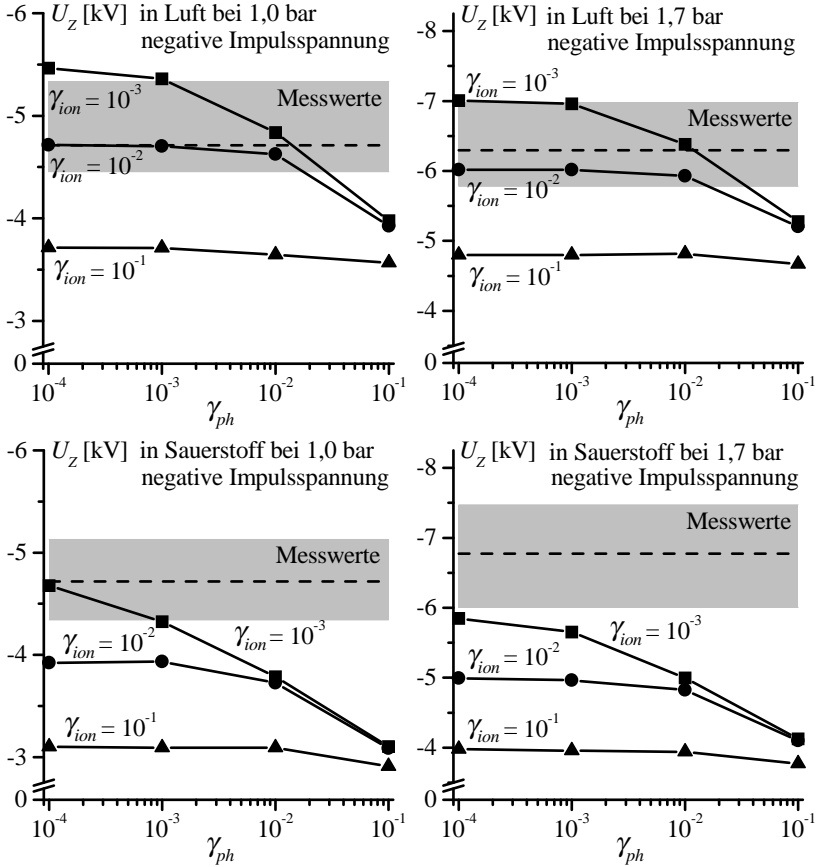 U_Z [kV] in Luft bei 1,0 bar
negative Impulsspannung
-6
-5
-4
-3
0
Messwerte
γ_ion = 10^-3
γ_ion = 10^-2
γ_ion = 10^-1
10^-4 10^-3 10^-2 10^-1
γ_ph
U_Z [kV] in Luft bei 1,7 bar
negative Impulsspannung
-8
-7
-6
-5
-4
0
γ_ion = 10^-3
Messwerte
γ_ion = 10^-2
γ_ion = 10^-1
10^-4 10^-3 10^-2 10^-1
γ_ph
U_Z [kV] in Sauerstoff bei 1,0 bar
negative Impulsspannung
-6
-5
-4
-3
0
Messwerte
γ_ion = 10^-2
γ_ion = 10^-3
γ_ion = 10^-1
10^-4 10^-3 10^-2 10^-1
γ_ph
U_Z [kV] in Sauerstoff bei 1,7 bar
negative Impulsspannung
-8
-7
-6
-5
-4
0
Messwerte
γ_ion = 10^-3
γ_ion = 10^-2
γ_ion = 10^-1
10^-4 10^-3 10^-2 10^-1
γ_ph